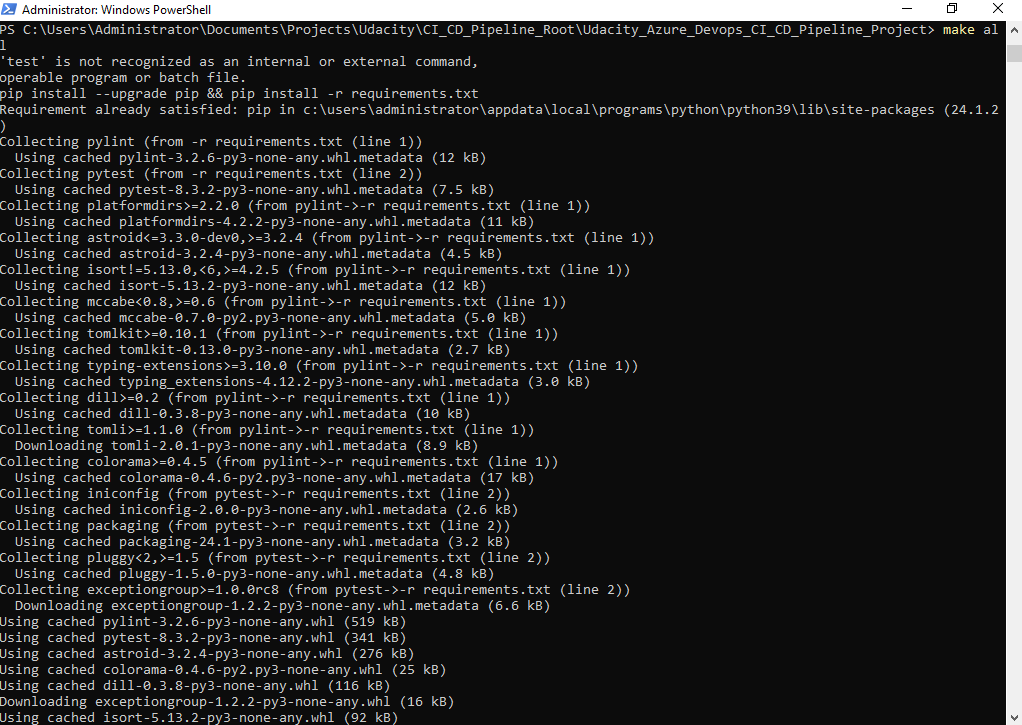 Administrator: Windows PowerShell
PS C:\Users\Administrator\Documents\Projects\Udacity\CI_CD_Pipeline_Root\Udacity_Azure_Devops_CI_CD_Pipeline_Project> make al
l
'test' is not recognized as an internal or external command,
operable program or batch file.
pip install --upgrade pip && pip install -r requirements.txt
Requirement already satisfied: pip in c:\users\administrator\appdata\local\programs\python\python39\lib\site-packages (24.1.2
)
Collecting pylint (from -r requirements.txt (line 1))
  Using cached pylint-3.2.6-py3-none-any.whl.metadata (12 kB)
Collecting pytest (from -r requirements.txt (line 2))
  Using cached pytest-8.3.2-py3-none-any.whl.metadata (7.5 kB)
Collecting platformdirs>=2.2.0 (from pylint->-r requirements.txt (line 1))
  Using cached platformdirs-4.2.2-py3-none-any.whl.metadata (11 kB)
Collecting astroid<=3.3.0-dev0,>=3.2.4 (from pylint->-r requirements.txt (line 1))
  Using cached astroid-3.2.4-py3-none-any.whl.metadata (4.5 kB)
Collecting isort!=5.13.0,<6,>=4.2.5 (from pylint->-r requirements.txt (line 1))
  Using cached isort-5.13.2-py3-none-any.whl.metadata (12 kB)
Collecting mccabe<0.8,>=0.6 (from pylint->-r requirements.txt (line 1))
  Using cached mccabe-0.7.0-py2.py3-none-any.whl.metadata (5.0 kB)
Collecting tomlkit>=0.10.1 (from pylint->-r requirements.txt (line 1))
  Using cached tomlkit-0.13.0-py3-none-any.whl.metadata (2.7 kB)
Collecting typing-extensions>=3.10.0 (from pylint->-r requirements.txt (line 1))
  Using cached typing_extensions-4.12.2-py3-none-any.whl.metadata (3.0 kB)
Collecting dill>=0.2 (from pylint->-r requirements.txt (line 1))
  Using cached dill-0.3.8-py3-none-any.whl.metadata (10 kB)
Collecting tomli>=1.1.0 (from pylint->-r requirements.txt (line 1))
  Downloading tomli-2.0.1-py3-none-any.whl.metadata (8.9 kB)
Collecting colorama>=0.4.5 (from pylint->-r requirements.txt (line 1))
  Using cached colorama-0.4.6-py2.py3-none-any.whl.metadata (17 kB)
Collecting iniconfig (from pytest->-r requirements.txt (line 2))
  Using cached iniconfig-2.0.0-py3-none-any.whl.metadata (2.6 kB)
Collecting packaging (from pytest->-r requirements.txt (line 2))
  Using cached packaging-24.1-py3-none-any.whl.metadata (3.2 kB)
Collecting pluggy<2,>=1.5 (from pytest->-r requirements.txt (line 2))
  Using cached pluggy-1.5.0-py3-none-any.whl.metadata (4.8 kB)
Collecting exceptiongroup>=1.0.0rc8 (from pytest->-r requirements.txt (line 2))
  Downloading exceptiongroup-1.2.2-py3-none-any.whl.metadata (6.6 kB)
Using cached pylint-3.2.6-py3-none-any.whl (519 kB)
Using cached pytest-8.3.2-py3-none-any.whl (341 kB)
Using cached astroid-3.2.4-py3-none-any.whl (276 kB)
Using cached colorama-0.4.6-py2.py3-none-any.whl (25 kB)
Using cached dill-0.3.8-py3-none-any.whl (116 kB)
Downloading exceptiongroup-1.2.2-py3-none-any.whl (16 kB)
Using cached isort-5.13.2-py3-none-any.whl (92 kB)